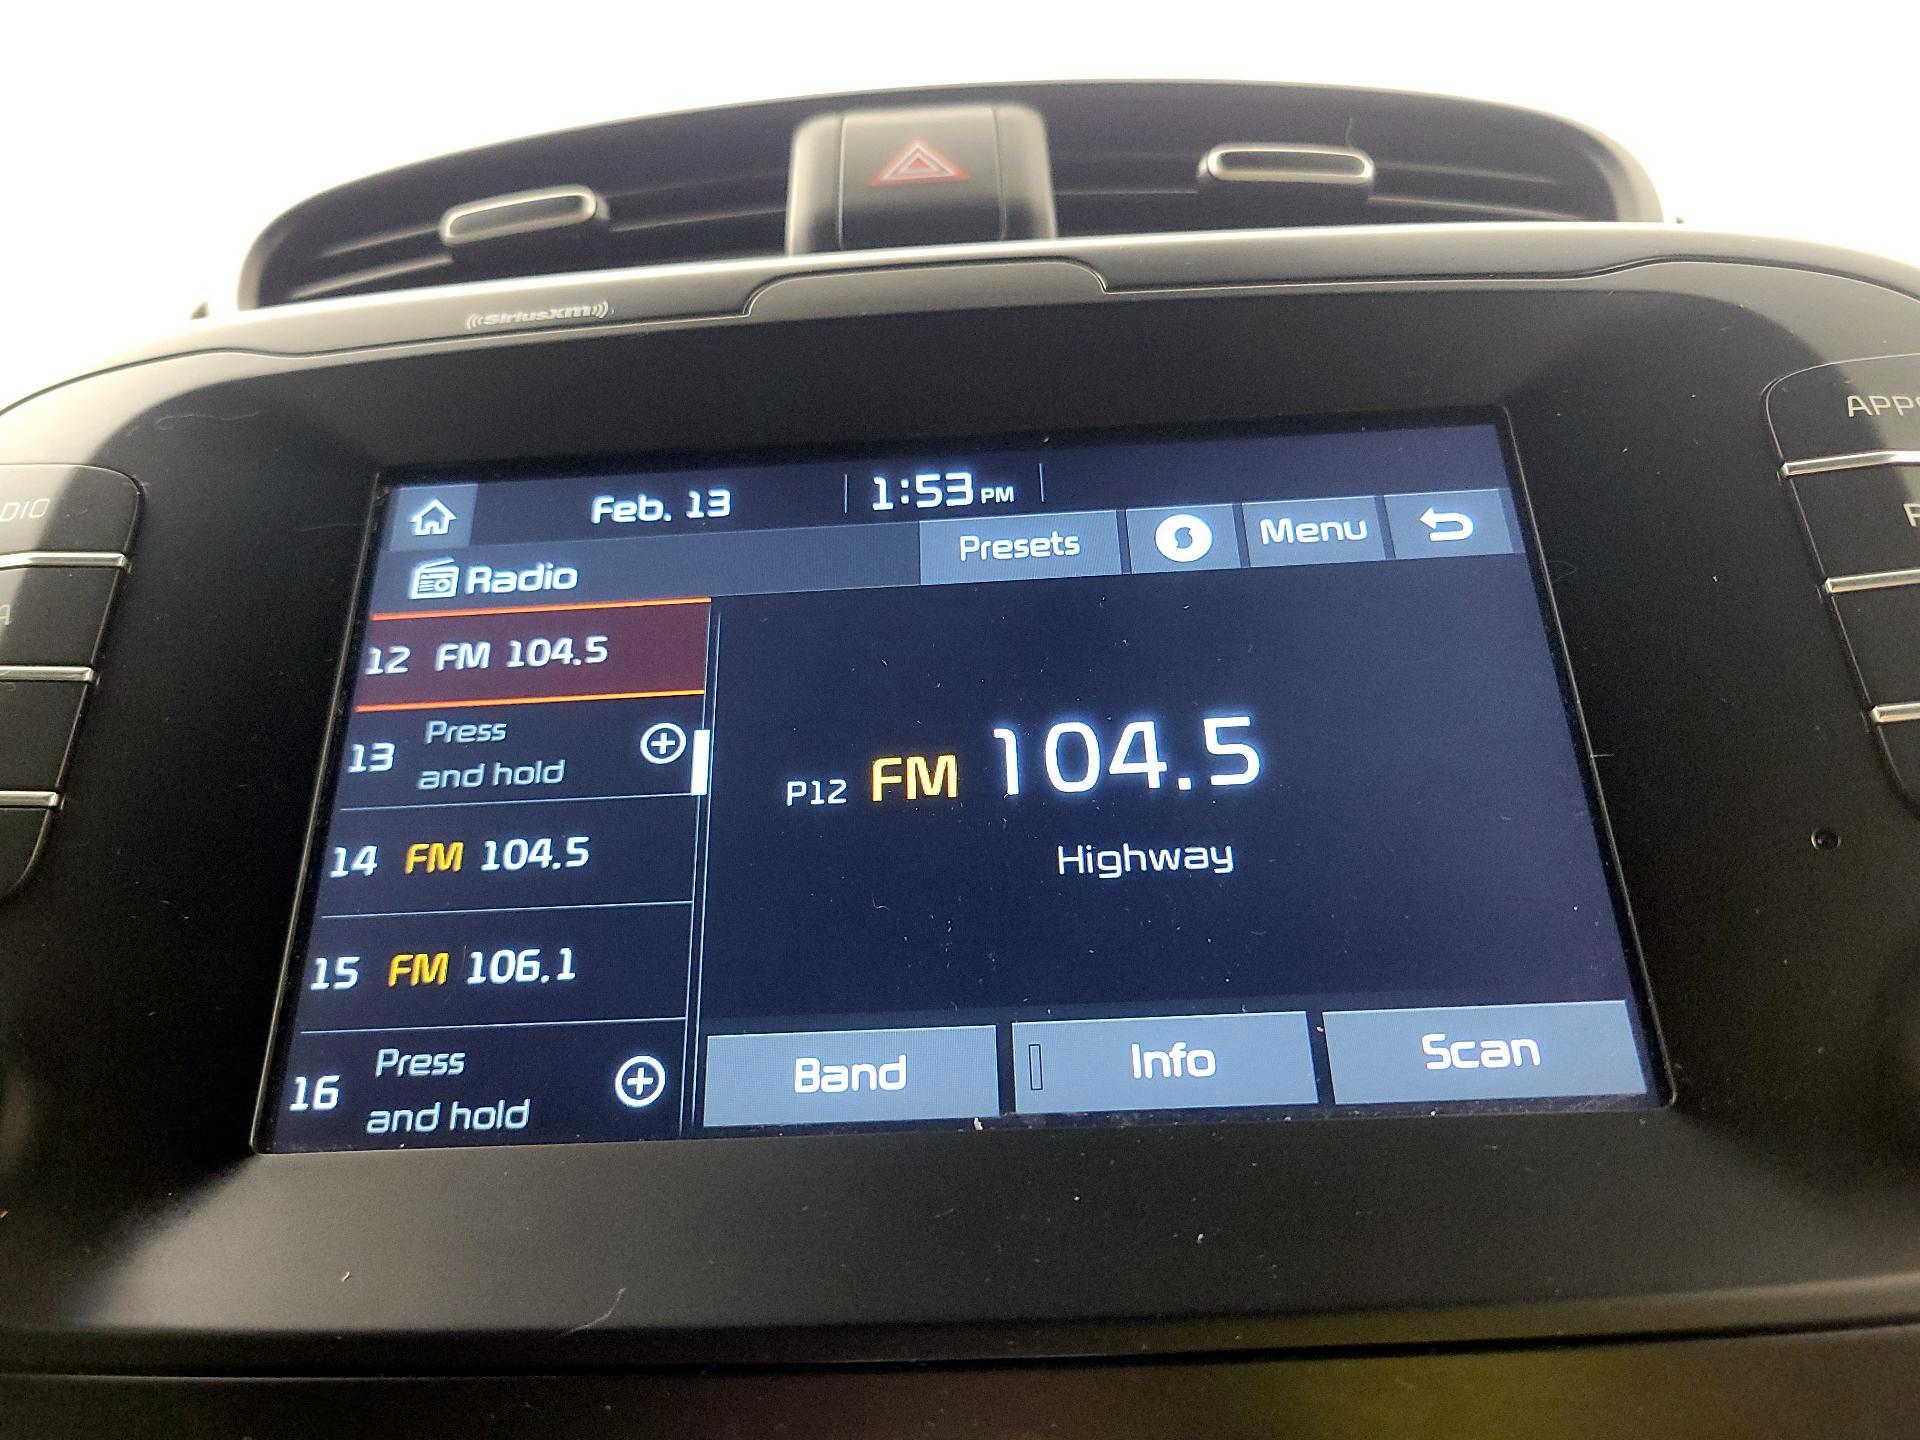 SiriusXM
APPS
Feb. 13
1:53 PM
Radio
Presets
Menu
12 FM 104.5
13 Press
and hold
14 FM 104.5
15 FM 106.1
16 Press
and hold
P12 FM 104.5
Highway
Band
Info
Scan